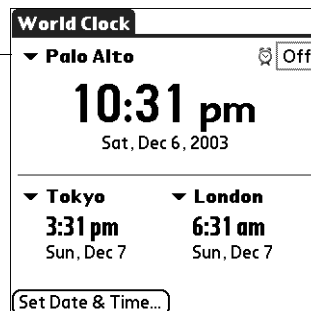 World Clock
Palo Alto Off
10:31 pm
Sat, Dec 6, 2003
Tokyo London
3:31 pm 6:31 am
Sun, Dec 7 Sun, Dec 7
Set Date & Time...